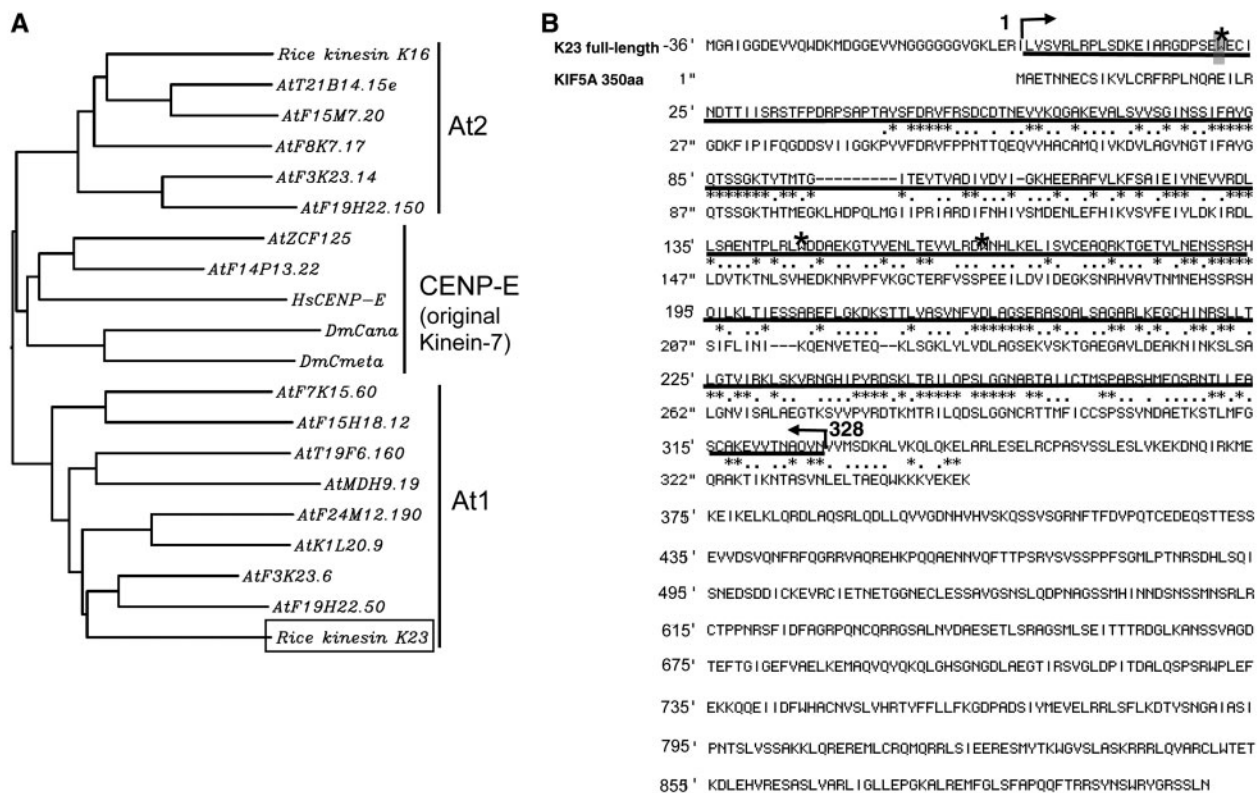 A
Rice kinesin K16
AtT21B14.15e
AtF15M7.20
AtF8K7.17
AtF3K23.14
AtF19H22.150
At2
AtZCF125
AtF14P13.22
HsCENP-E
DmCana
DmCmeta
CENP-E
(original
Kinein-7)
AtF7K15.60
AtF15H18.12
AtT19F6.160
AtMDH9.19
AtF24M12.190
AtK1L20.9
AtF3K23.6
AtF19H22.50
Rice kinesin K23
At1
B
1
*
K23 full-length -36' MGAIGGDEVVQWDKMDGGEVVNGGGGGGVGKLERILVSVRLRPLSDKEIARGDPSEWECI
KIF5A 350aa 1" MAETNNECSIKVLCRFRPLNQAEILR
25' NDTTIISRSTFPDRPSAPTAYSFDRVFRSDCDTNEVYKQGAKEVALSVVSGINSSIFAYG
27" GDKFIPIFQGDDSVIIGGKPYVFDRVFPPNTTQEQVYHACAMQIVKDVLAGYNGTIFAYG
85' QTSSGKTYTMTG---------ITEYTVADIYDYI-GKHEERAFVLKFSAIEIYNEVVRDL
87" QTSSGKTHTMEGKLHDPQLMGIIPRIARDIFNHIYSMDENLEFHIKVSYFEIYLDKIRDL
* *
135' LSAENTPLRLWDDAEKGTYVENLTEVVLRDWNHLKELISVCEAQRKTGETYLNENSSRSH
147" LDVTKTNLSVHEDKNRVPFVKGCTERFVSSPEEILDVIDEGKSNRHVAVTNMNEHSSRSH
195' QILKLTIESSAREFLGKDKSTTLVASVNFVDLAGSERASQALSAGARLKEGCHINRSLLT
207" SIFLINI---KQENVETEQ--KLSGKLYLVDLAGSEKVSKTGAEGAVLDEAKNINKSLSA
225' LGTVIRKLSKVRNGHIPYRDSKLTRILQPSLGGNARTAIICTMSPARSHMEQSRNTLLFA
262" LGNVISALAEGTKSYVPYRDTKMTRILQDSLGGNCRTTMFICCSPSSYNDAETKSTLMFG
328
315' SCAKEVVTNAQVNVVMSDKALVKQLQKELARLESELRCPASYSSLESLVKEKDNQIRKME
322" QRAKTIKNTASVNLELTAEQWKKKYEKEK
375' KEIKELKLQRDLAQSRLQDLLQVVGDNHVHVSKQSSVSGRNFTFDVPQTCEDEQSTTESS
435' EVVDSVQNFRFQGRRVAQREHKPQQAENNVQFTTPSRYSVSSPPFSGMLPTNRSDHLSQI
495' SNEDSDDICKEVRCIETNETGGNECLESSAVGSNSLQDPNAGSSMHINNDSNSSMNSRLR
615' CTPPNRSFIDFAGRPQNCQRRGSALNYDAESETLSRAGSMLSEITTTRDGLKANSSVAGD
675' TEFTGIGEFVAELKEMAQVQYQKQLGHSGNGDLAEGTIRSVGLDPITDALQSPSRWPLEF
735' EKKQQEIIDFWHACNVSLVHRTYFFLLFKGDPADSIYMEVELRRLSFLKDTYSNGAIASI
795' PNTSLVSSAKKLQREREMLCRQMQRRLSIEERESMYTKWGVSLASKRRRLQVARCLWTET
855' KDLEHVRESASLVARLIGLLEPGKALREMFGLSFAPQQFTRRSYNSWRYGRSSLN